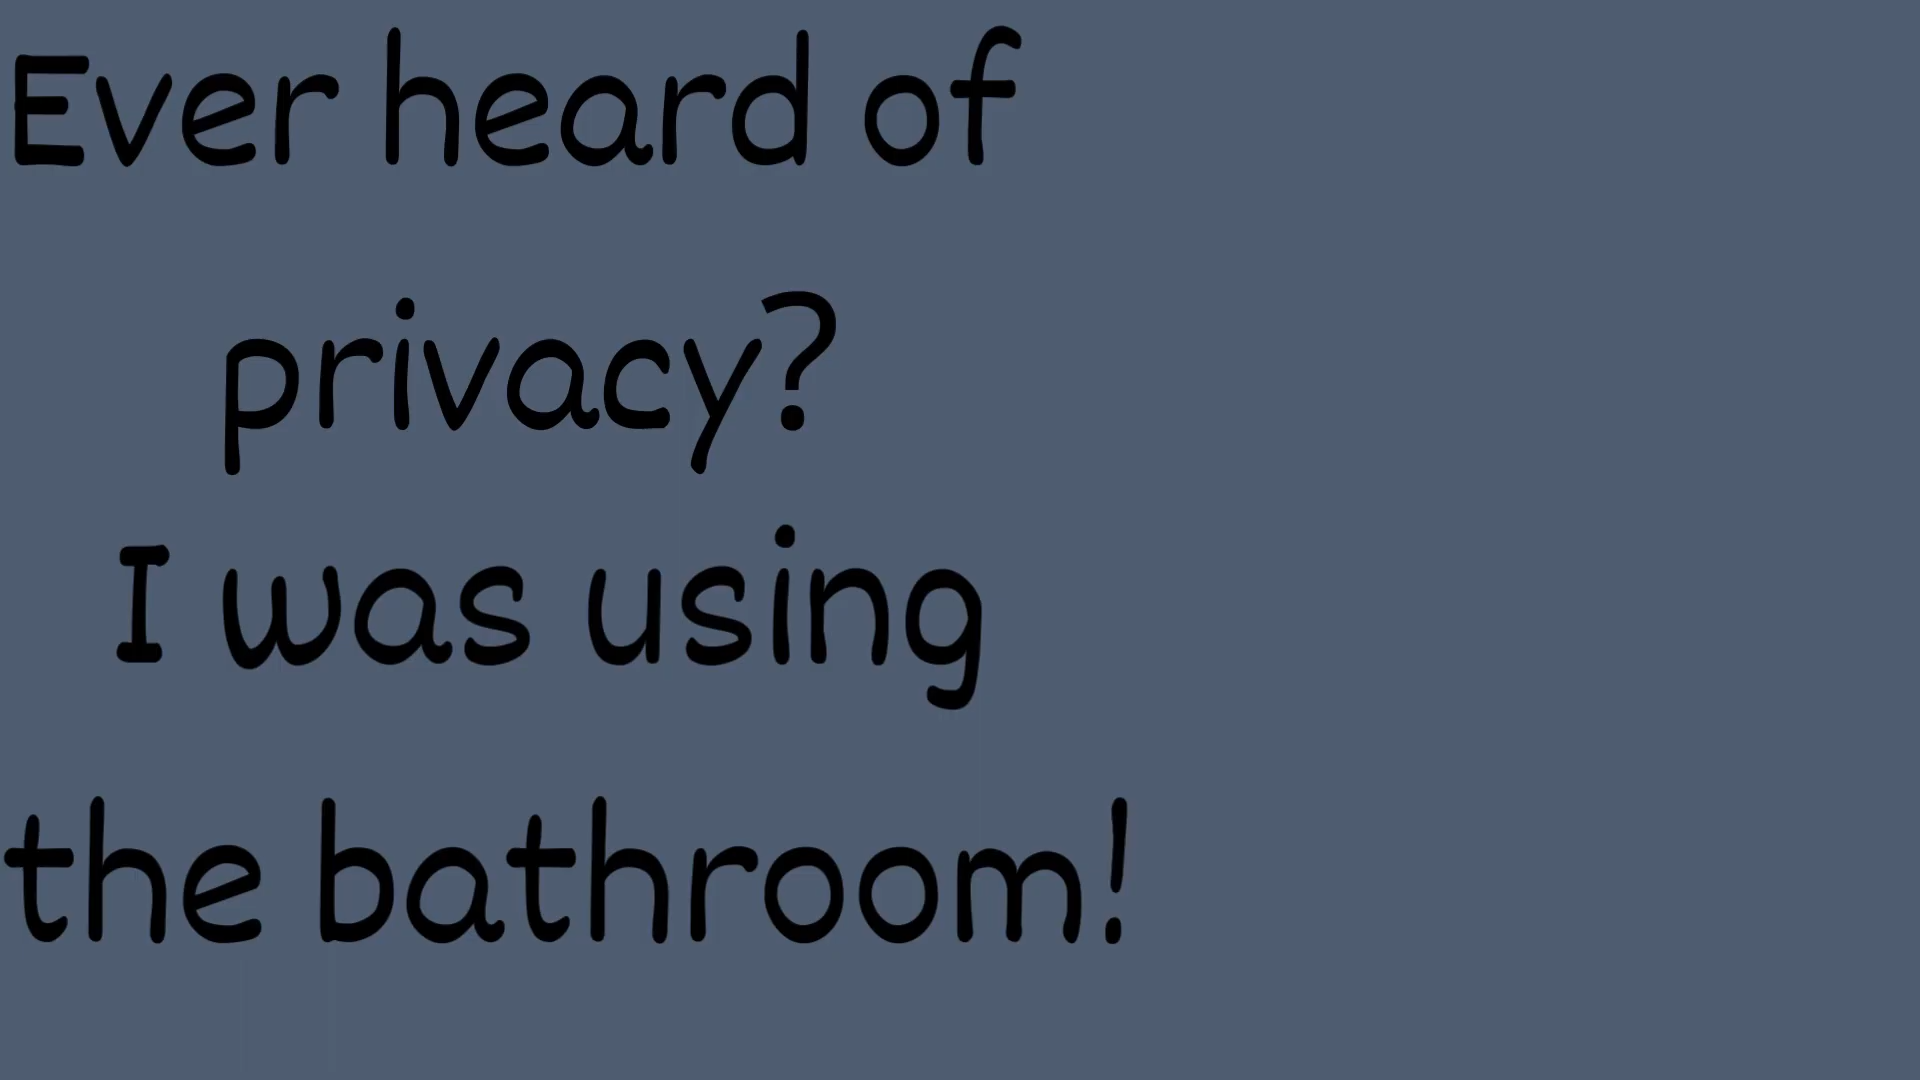 Ever heard of
privacy?
I was using
the bathroom!